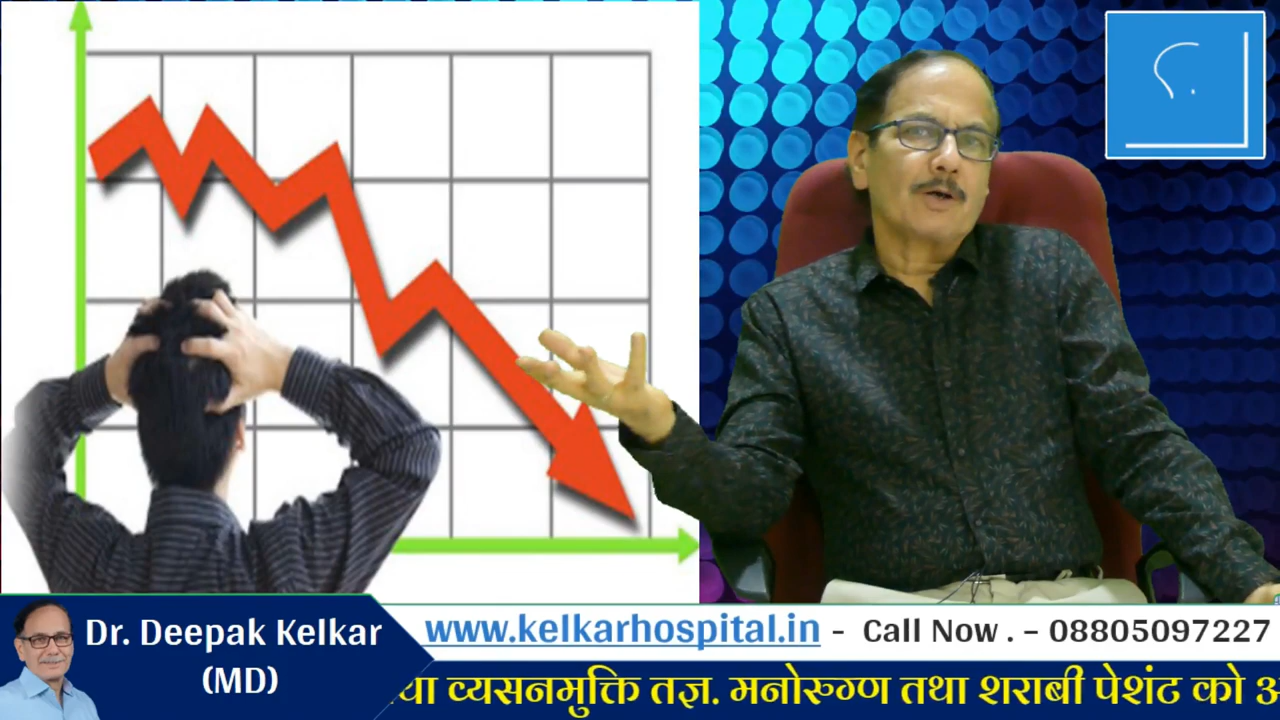 Dr. Deepak Kelkar
(MD)
www.kelkarhospital.in - Call Now . – 08805097227
व्यसनमुक्ति तज्ञ. मनोरुग्ण तथा शराबी पेशंट को